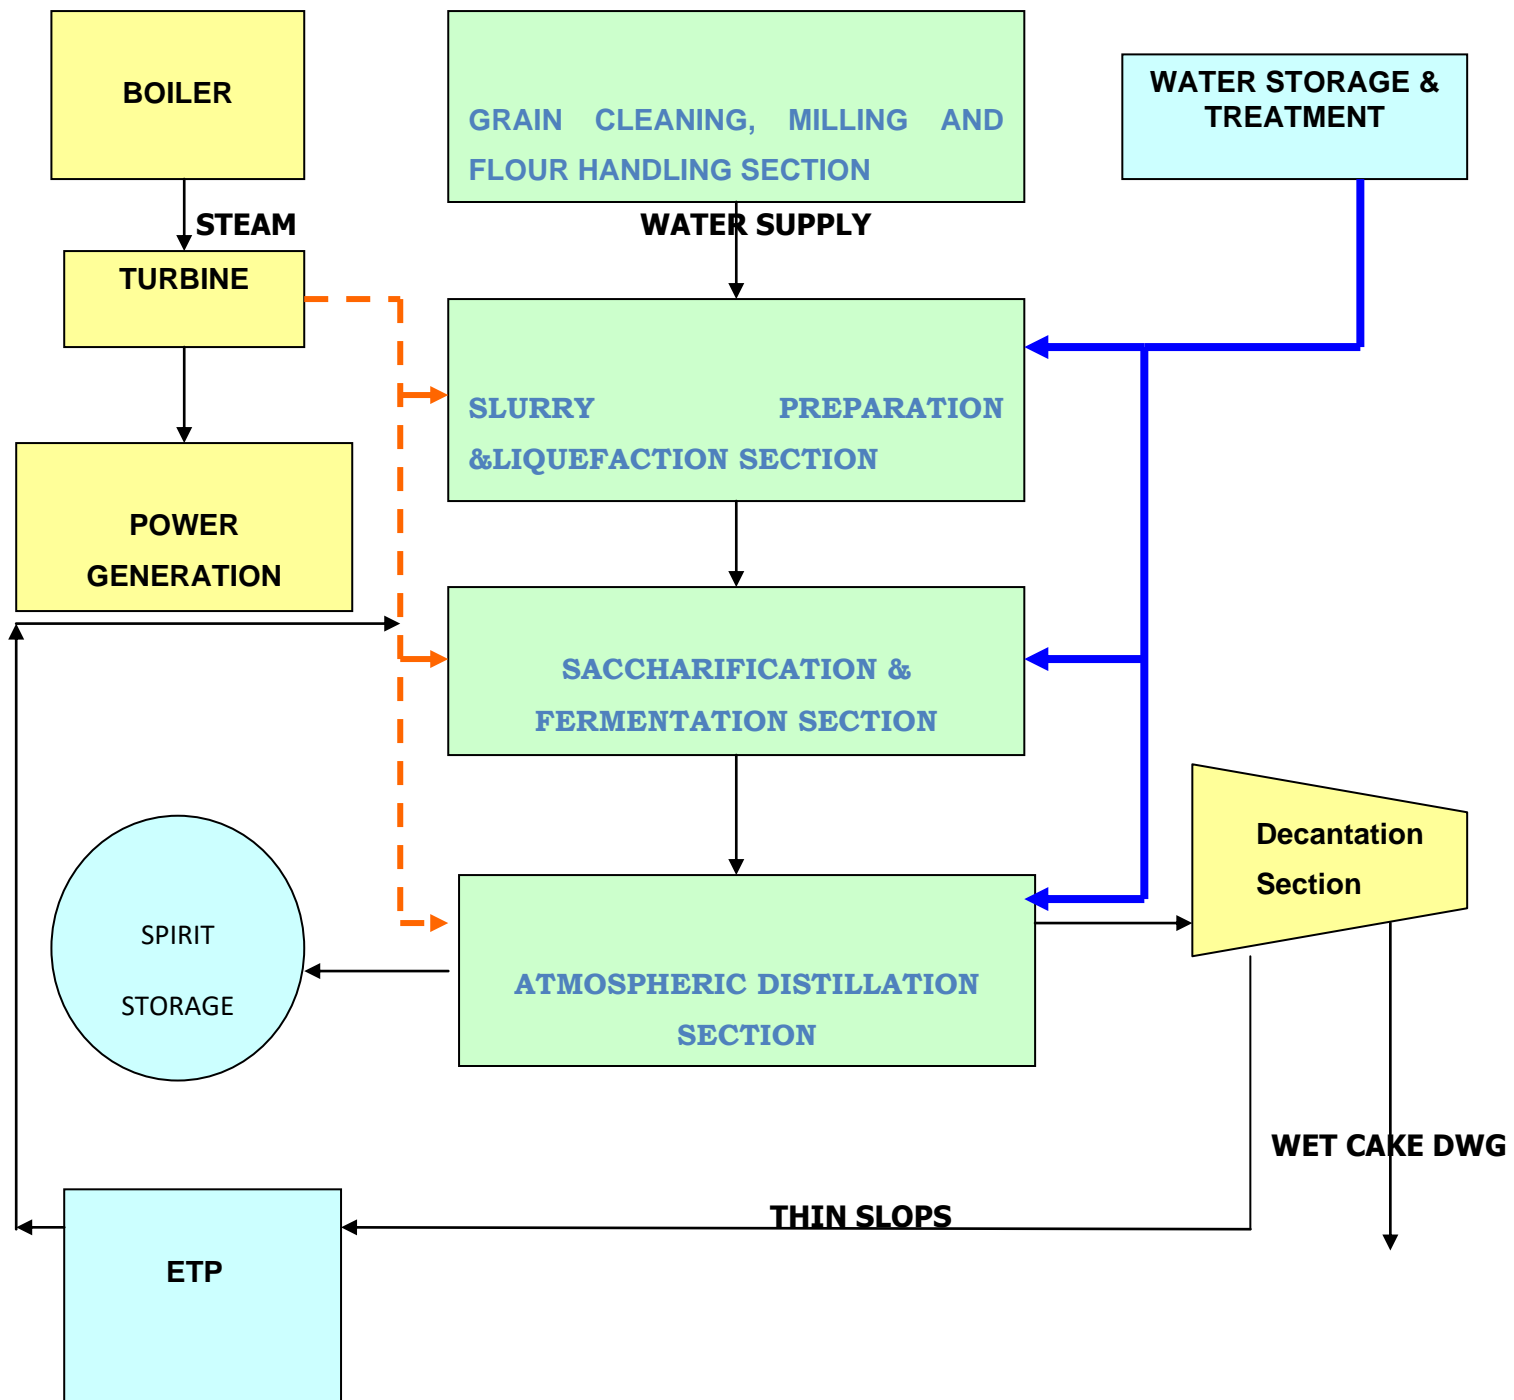 BOILER
GRAIN CLEANING, MILLING AND
FLOUR HANDLING SECTION
WATER STORAGE &
TREATMENT
STEAM
WATER SUPPLY
TURBINE
SLURRY PREPARATION
&LIQUEFACTION SECTION
POWER
GENERATION
SACCHARIFICATION &
FERMENTATION SECTION
Decantation
Section
SPIRIT
STORAGE
ATMOSPHERIC DISTILLATION
SECTION
WET CAKE DWG
THIN SLOPS
ETP